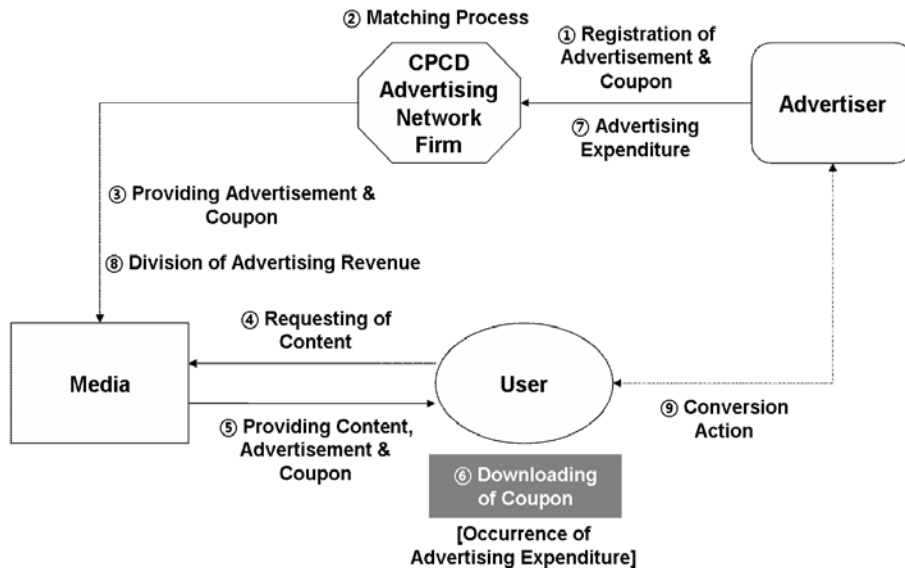 ② Matching Process
CPCD
Advertising
Network
Firm
① Registration of
Advertisement &
Coupon
⑦ Advertising
Expenditure
Advertiser
③ Providing Advertisement &
Coupon
⑧ Division of Advertising Revenue
④ Requesting of
Content
Media
User
⑤ Providing Content,
Advertisement &
Coupon
⑨ Conversion
Action
⑥ Downloading
of Coupon
[Occurrence of
Advertising Expenditure]